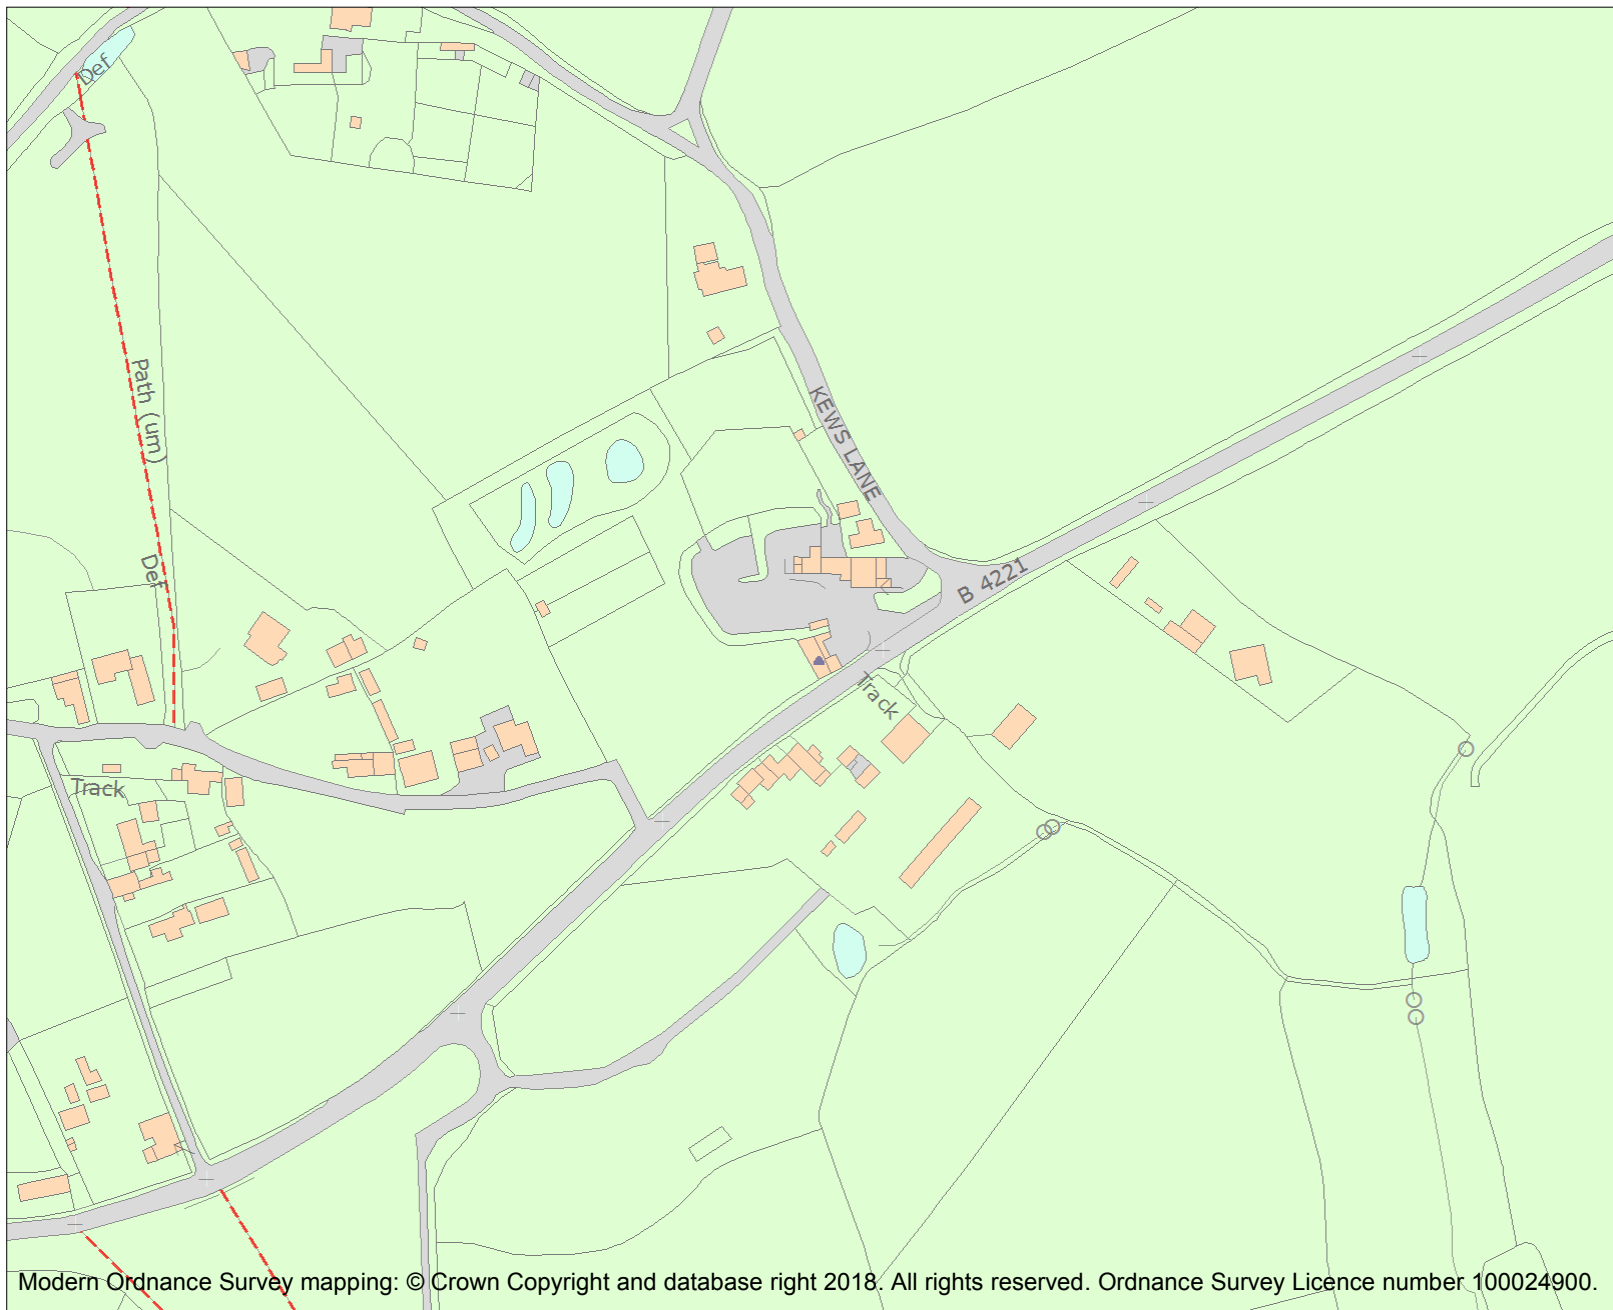 Def
Path (um)
KEWS LANE
Def
B 4221
Track
Track
Modern Ordnance Survey mapping: © Crown Copyright and database right 2018. All rights reserved. Ordnance Survey Licence number 100024900.